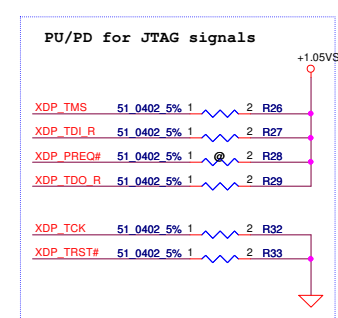 PU/PD for JTAG signals
+1.05VS
XDP_TMS 51_0402_5% 1 2 R26
XDP_TDI_R 51_0402_5% 1 2 R27
XDP_PREQ# 51_0402_5% 1 @ 2 R28
XDP_TDO_R 51_0402_5% 1 2 R29
XDP_TCK 51_0402_5% 1 2 R32
XDP_TRST# 51_0402_5% 1 2 R33